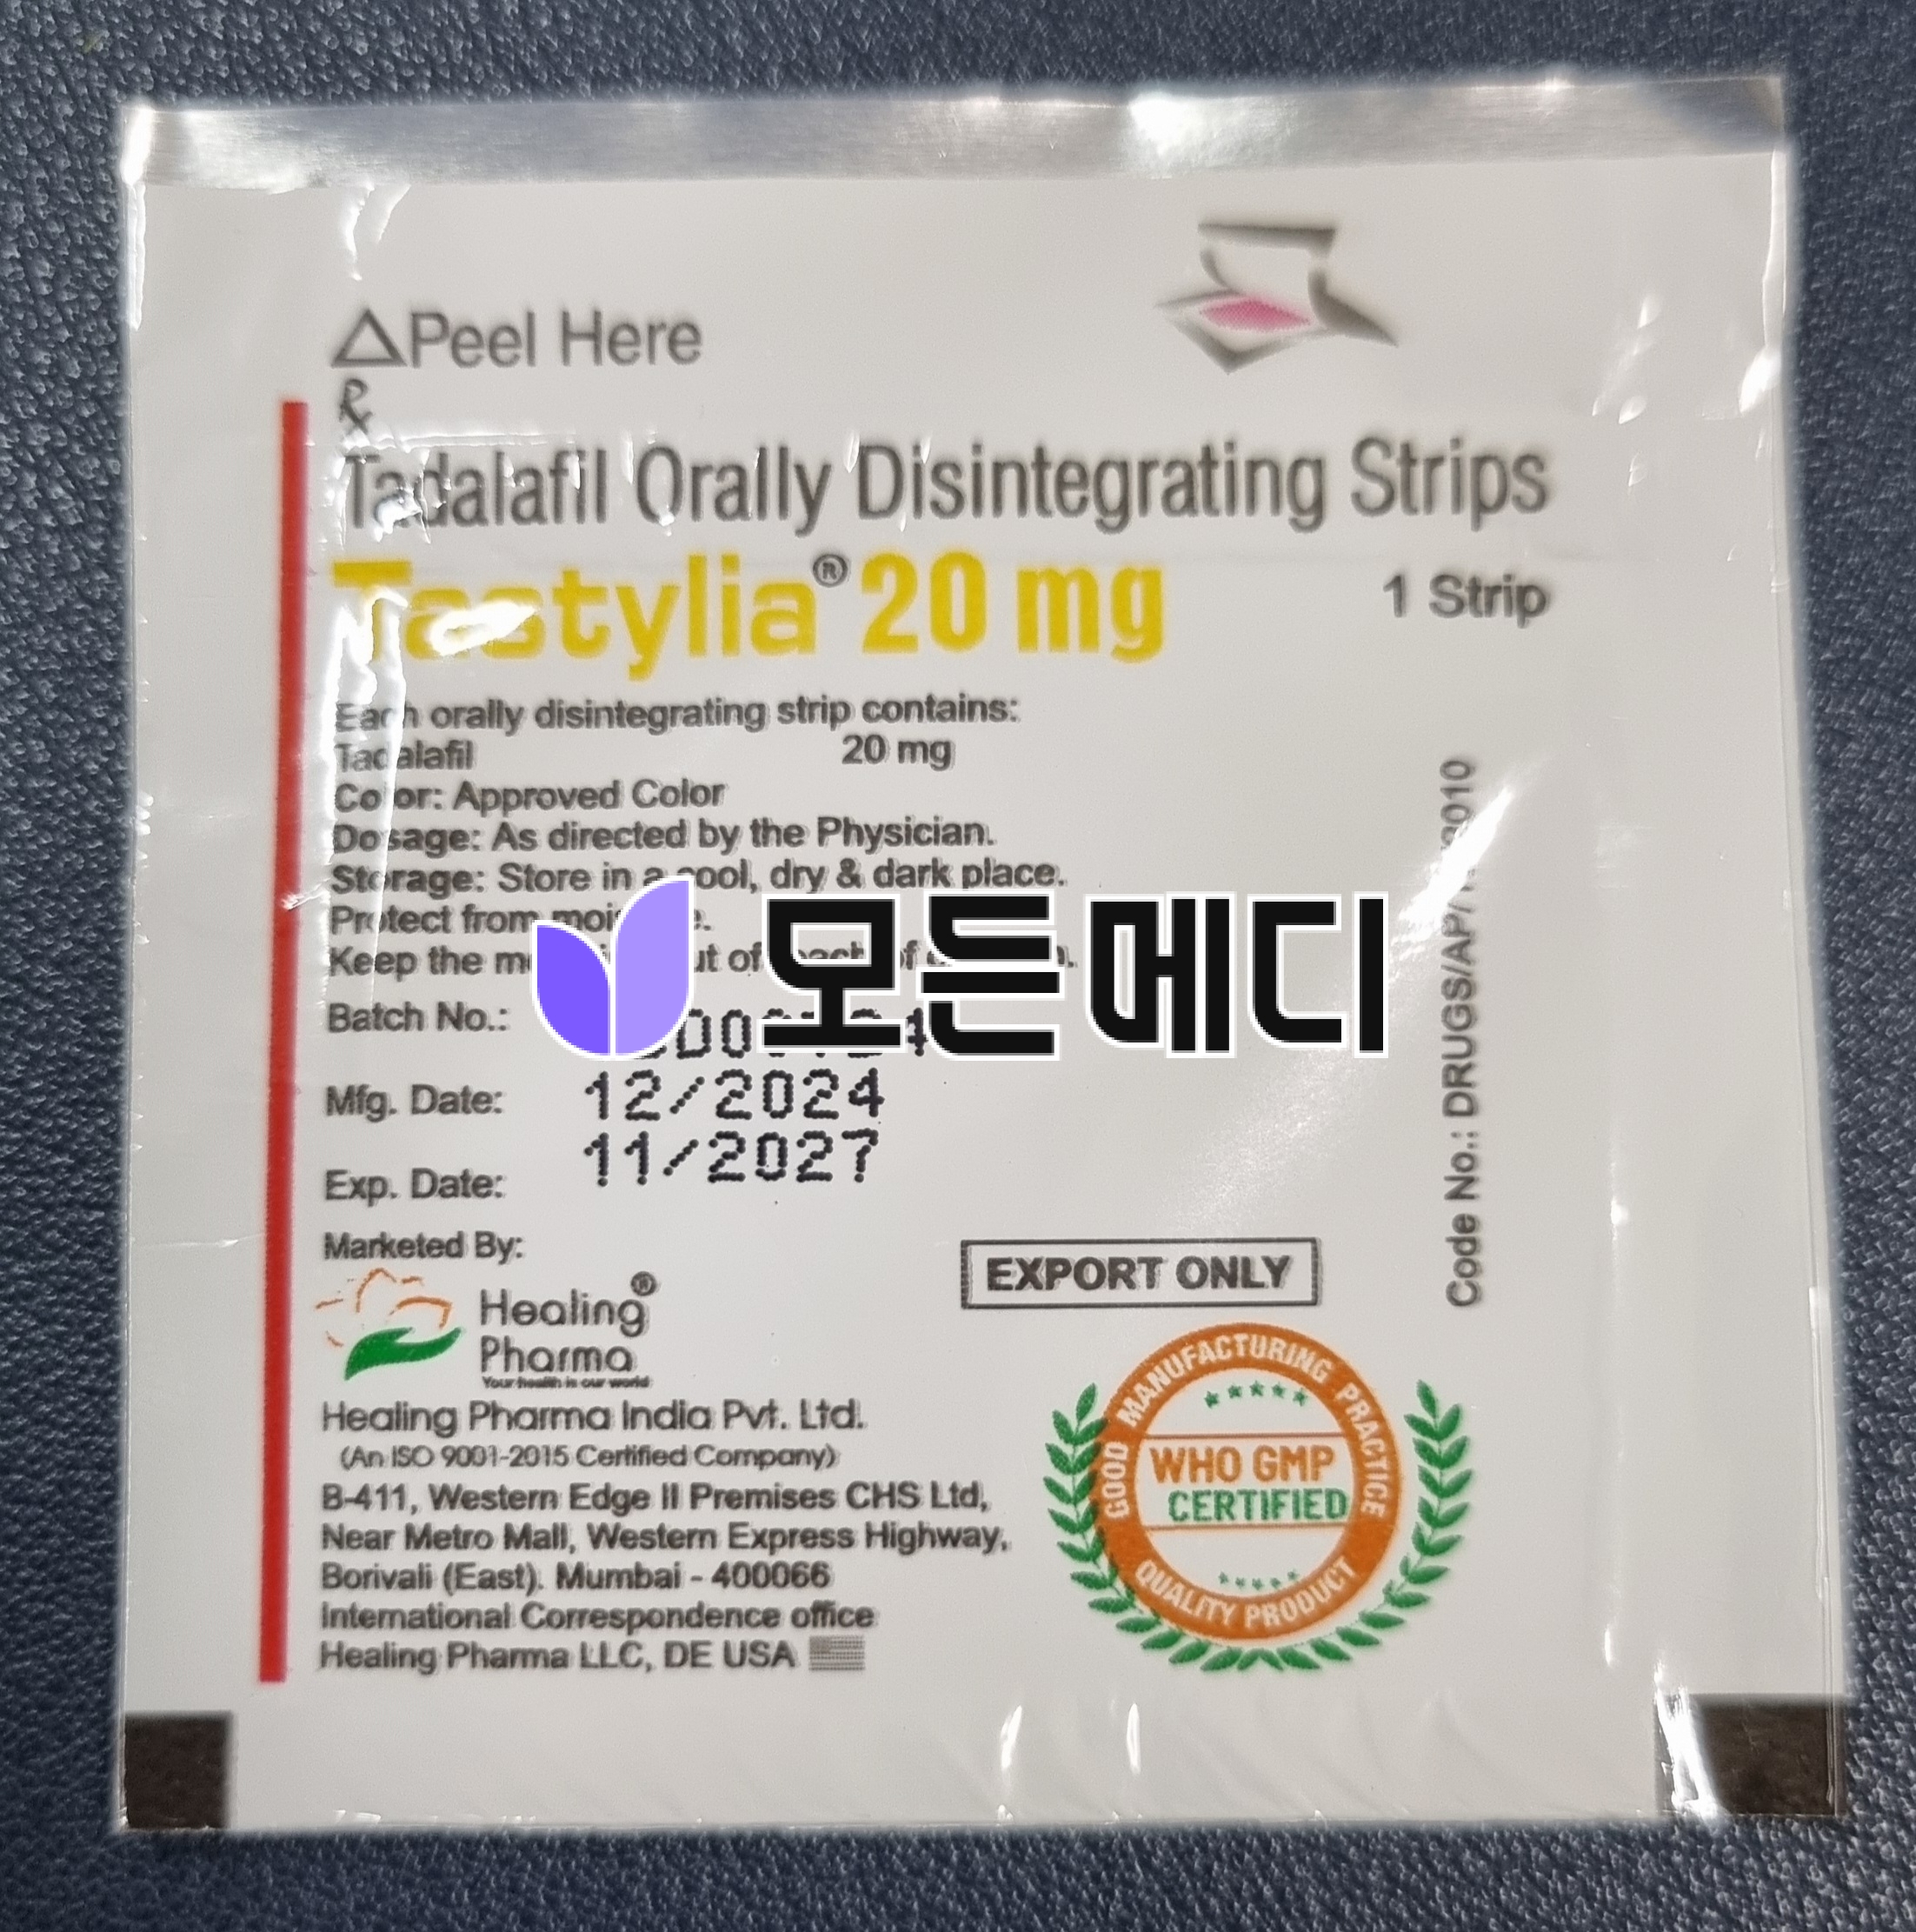 △Peel Here
℞
Tadalafil Orally Disintegrating Strips
Tastylia® 20 mg
1 Strip
Each orally disintegrating strip contains:
Tadalafil 20 mg
Color: Approved Color
Dosage: As directed by the Physician.
Storage: Store in a cool, dry & dark place.
Protect from
Keep the
모든메디
Batch No.:
Mfg. Date: 12/2024
Exp. Date: 11/2027
Marketed By:
Healing®
Pharma
Your health is our world
Healing Pharma India Pvt. Ltd.
(An ISO 9001-2015 Certified Company)
B-411, Western Edge II Premises CHS Ltd,
Near Metro Mall, Western Express Highway,
Borivali (East). Mumbai - 400066
International Correspondence office
Healing Pharma LLC, DE USA
EXPORT ONLY
GOOD MANUFACTURING PRACTICE
WHO GMP
CERTIFIED
QUALITY PRODUCT
Code No.: